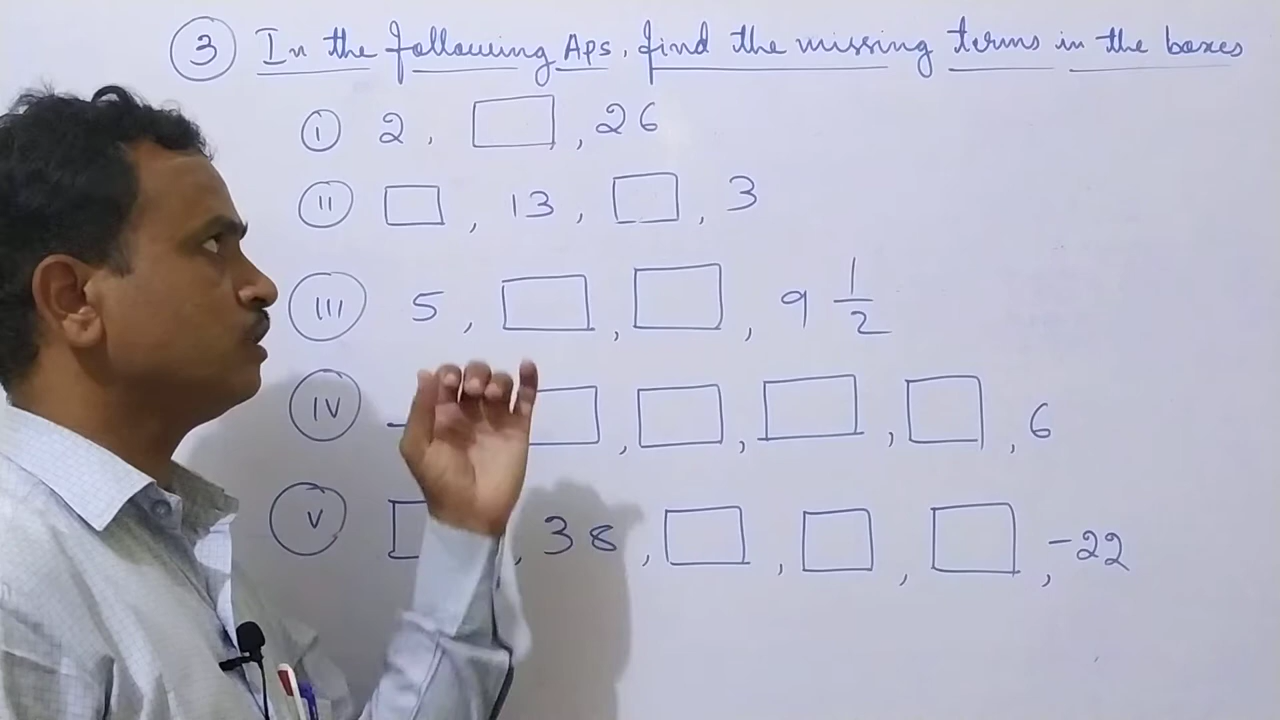 ③ In the following Aps, find the missing terms in the boxes
(i) 2, □, 26
(ii) □, 13, □, 3
(iii) 5, □, □, 9 1/2
(iv) – □, □, □, □, 6
(v) □, 38, □, □, □, -22